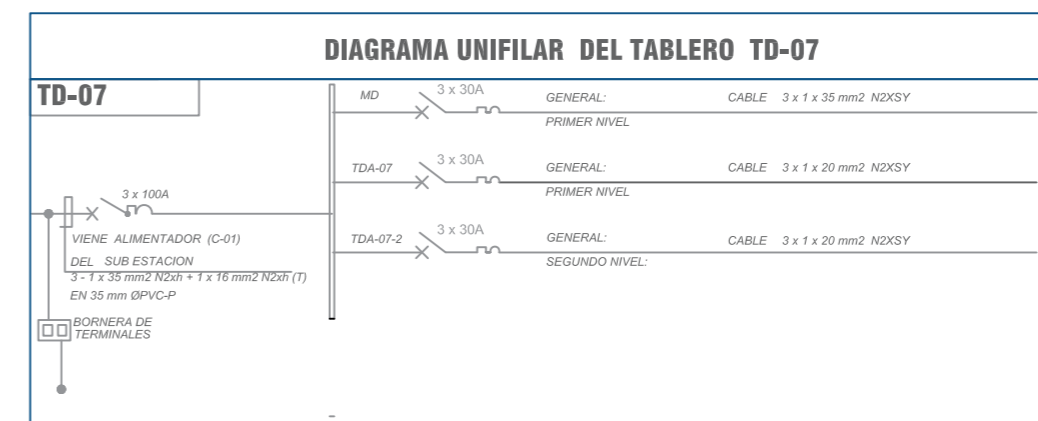 DIAGRAMA UNIFILAR DEL TABLERO TD-07
TD-07
MD 3 x 30A GENERAL: CABLE 3 x 1 x 35 mm2 N2XSY
PRIMER NIVEL
TDA-07 3 x 30A GENERAL: CABLE 3 x 1 x 20 mm2 N2XSY
PRIMER NIVEL
3 x 100A
VIENE ALIMENTADOR (C-01)
TDA-07-2 3 x 30A GENERAL: CABLE 3 x 1 x 20 mm2 N2XSY
SEGUNDO NIVEL:
DEL SUB ESTACION
3 - 1 x 35 mm2 N2xh + 1 x 16 mm2 N2xh (T)
EN 35 mm ØPVC-P
BORNERA DE
TERMINALES